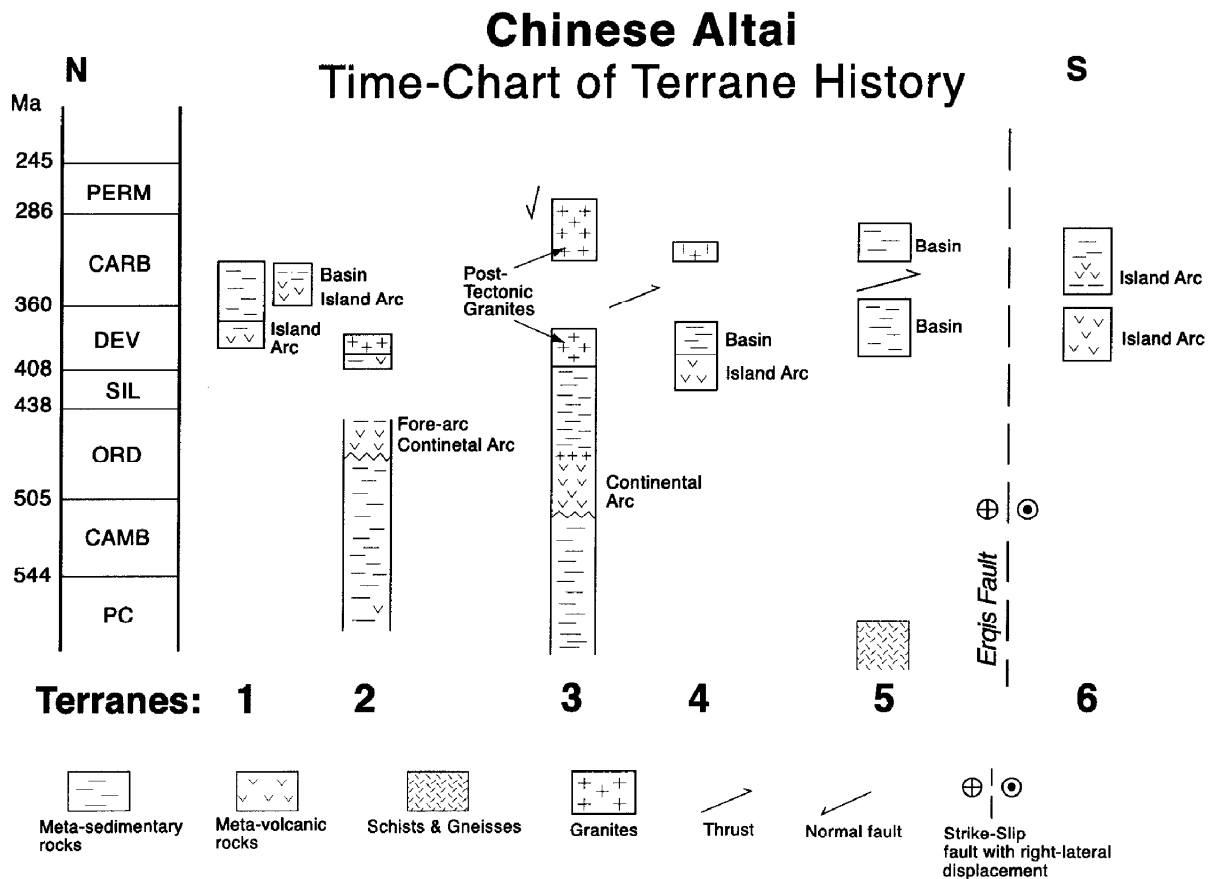 Chinese Altai
Time-Chart of Terrane History
N
S
Ma
245
PERM
286
CARB
360
DEV
408
SIL
438
ORD
505
CAMB
544
PC
Basin
Island Arc
Island
Arc
Fore-arc
Continetal Arc
Post-
Tectonic
Granites
Continental
Arc
Basin
Island Arc
Basin
Basin
Erqis Fault
Island Arc
Island Arc
Terranes: 1 2 3 4 5 6
Meta-sedimentary
rocks
Meta-volcanic
rocks
Schists & Gneisses
Granites
Thrust
Normal fault
Strike-Slip
fault with right-lateral
displacement